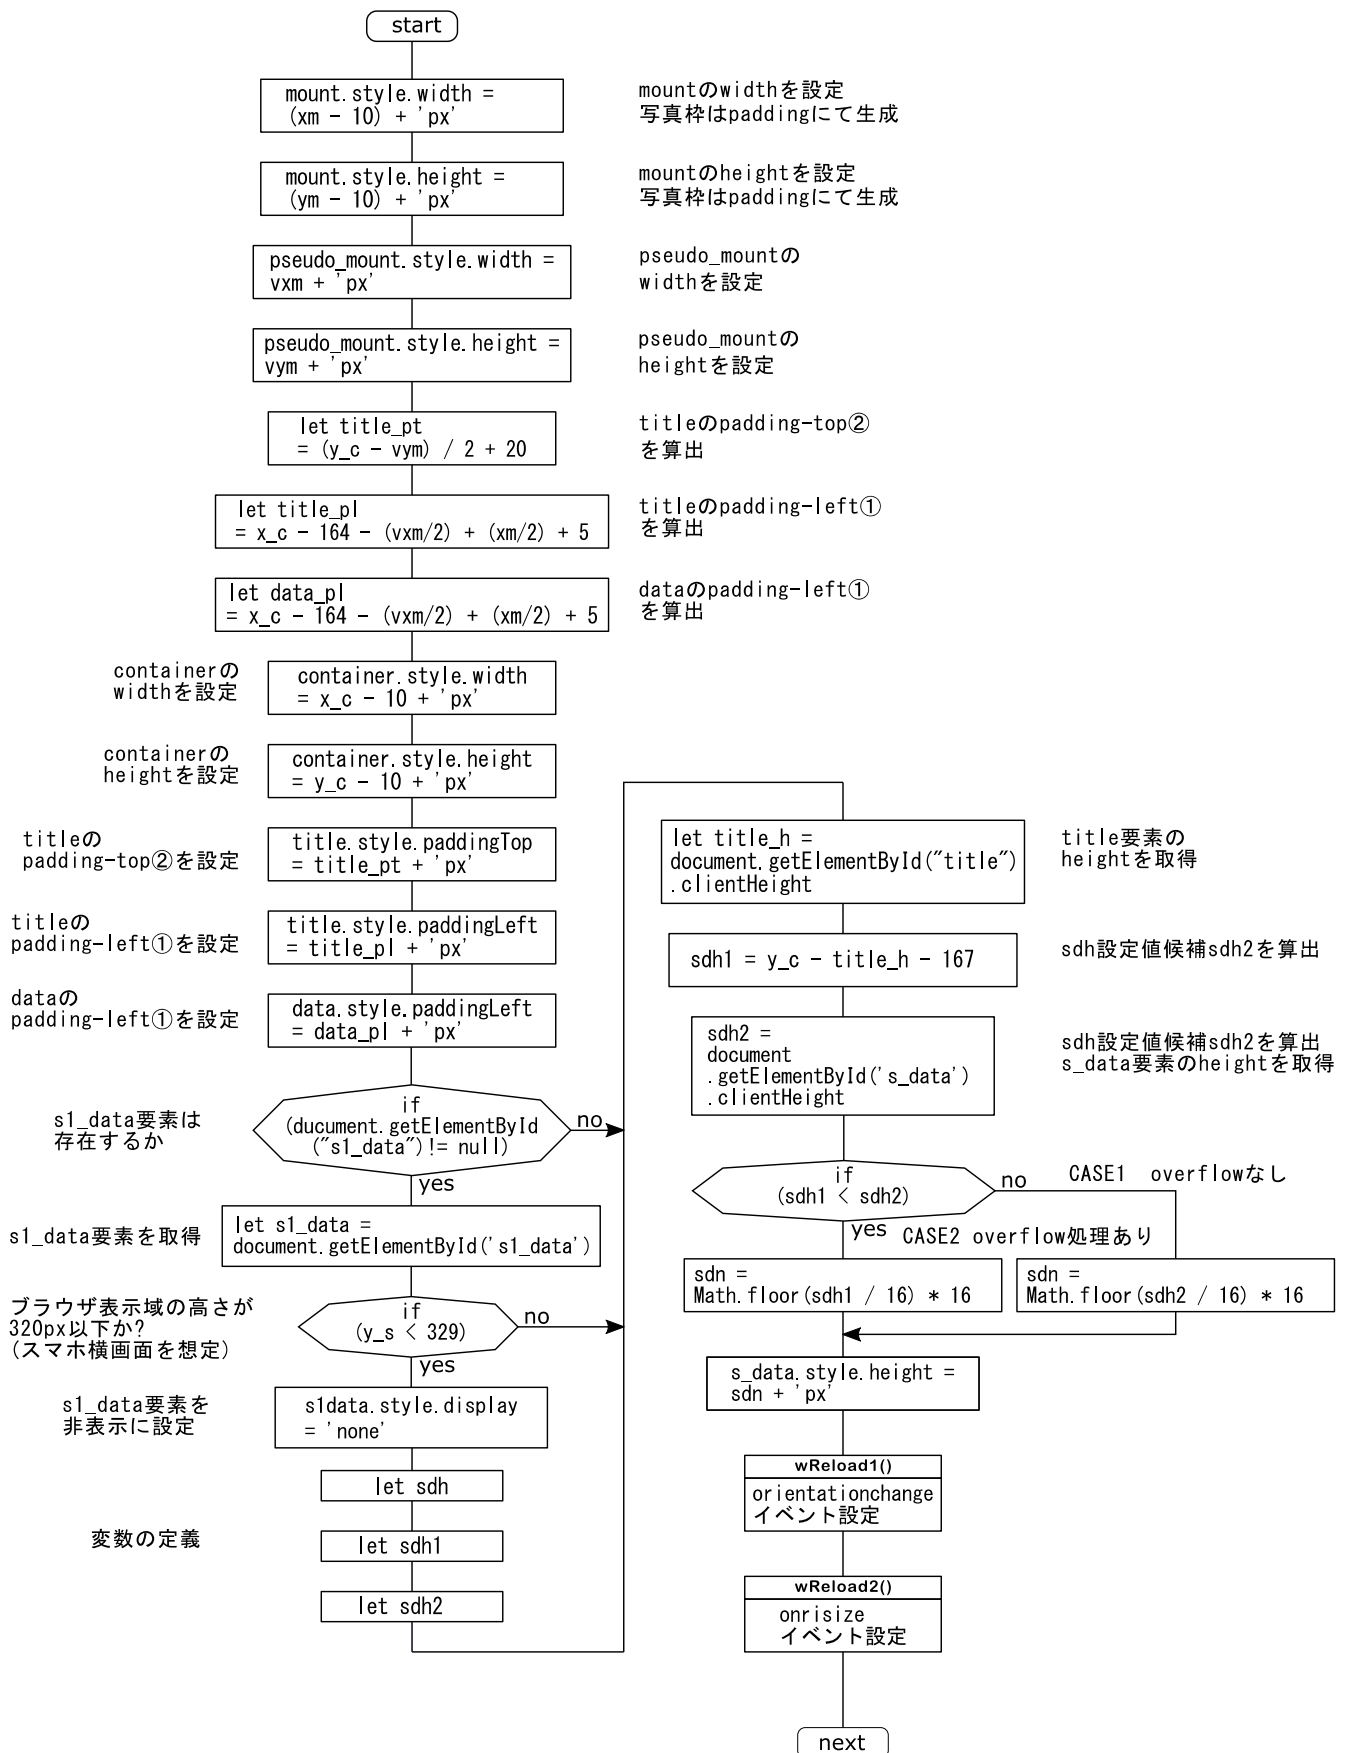 start
mount.style.width =
(xm - 10) + 'px'
mountのwidthを設定
写真枠はpaddingにて生成
mount.style.height =
(ym - 10) + 'px'
mountのheightを設定
写真枠はpaddingにて生成
pseudo_mount.style.width =
vxm + 'px'
pseudo_mountの
widthを設定
pseudo_mount.style.height =
vym + 'px'
pseudo_mountの
heightを設定
let title_pt
= (y_c - vym) / 2 + 20
titleのpadding-top②
を算出
let title_pl
= x_c - 164 - (vxm/2) + (xm/2) + 5
titleのpadding-left①
を算出
let data_pl
= x_c - 164 - (vxm/2) + (xm/2) + 5
dataのpadding-left①
を算出
containerの
widthを設定
container.style.width
= x_c - 10 + 'px'
containerの
heightを設定
container.style.height
= y_c - 10 + 'px'
titleの
padding-top②を設定
title.style.paddingTop
= title_pt + 'px'
titleの
padding-left①を設定
title.style.paddingLeft
= title_pl + 'px'
dataの
padding-left①を設定
data.style.paddingLeft
= data_pl + 'px'
s1_data要素は
存在するか
if
(ducument.getElementById
("s1_data")!= null)
no
yes
s1_data要素を取得
let s1_data =
document.getElementById('s1_data')
ブラウザ表示域の高さが
320px以下か?
(スマホ横画面を想定)
if
(y_s < 329)
no
yes
s1_data要素を
非表示に設定
s1data.style.display
= 'none'
let sdh
変数の定義
let sdh1
let sdh2
let title_h =
document.getElementById("title")
.clientHeight
title要素の
heightを取得
sdh1 = y_c - title_h - 167
sdh設定値候補sdh2を算出
sdh2 =
document
.getElementById('s_data')
.clientHeight
sdh設定値候補sdh2を算出
s_data要素のheightを取得
if
(sdh1 < sdh2)
no
CASE1 overflowなし
yes
CASE2 overflow処理あり
sdn =
Math.floor(sdh1 / 16) * 16
sdn =
Math.floor(sdh2 / 16) * 16
s_data.style.height =
sdn + 'px'
wReload1()
orientationchange
イベント設定
wReload2()
onrisize
イベント設定
next